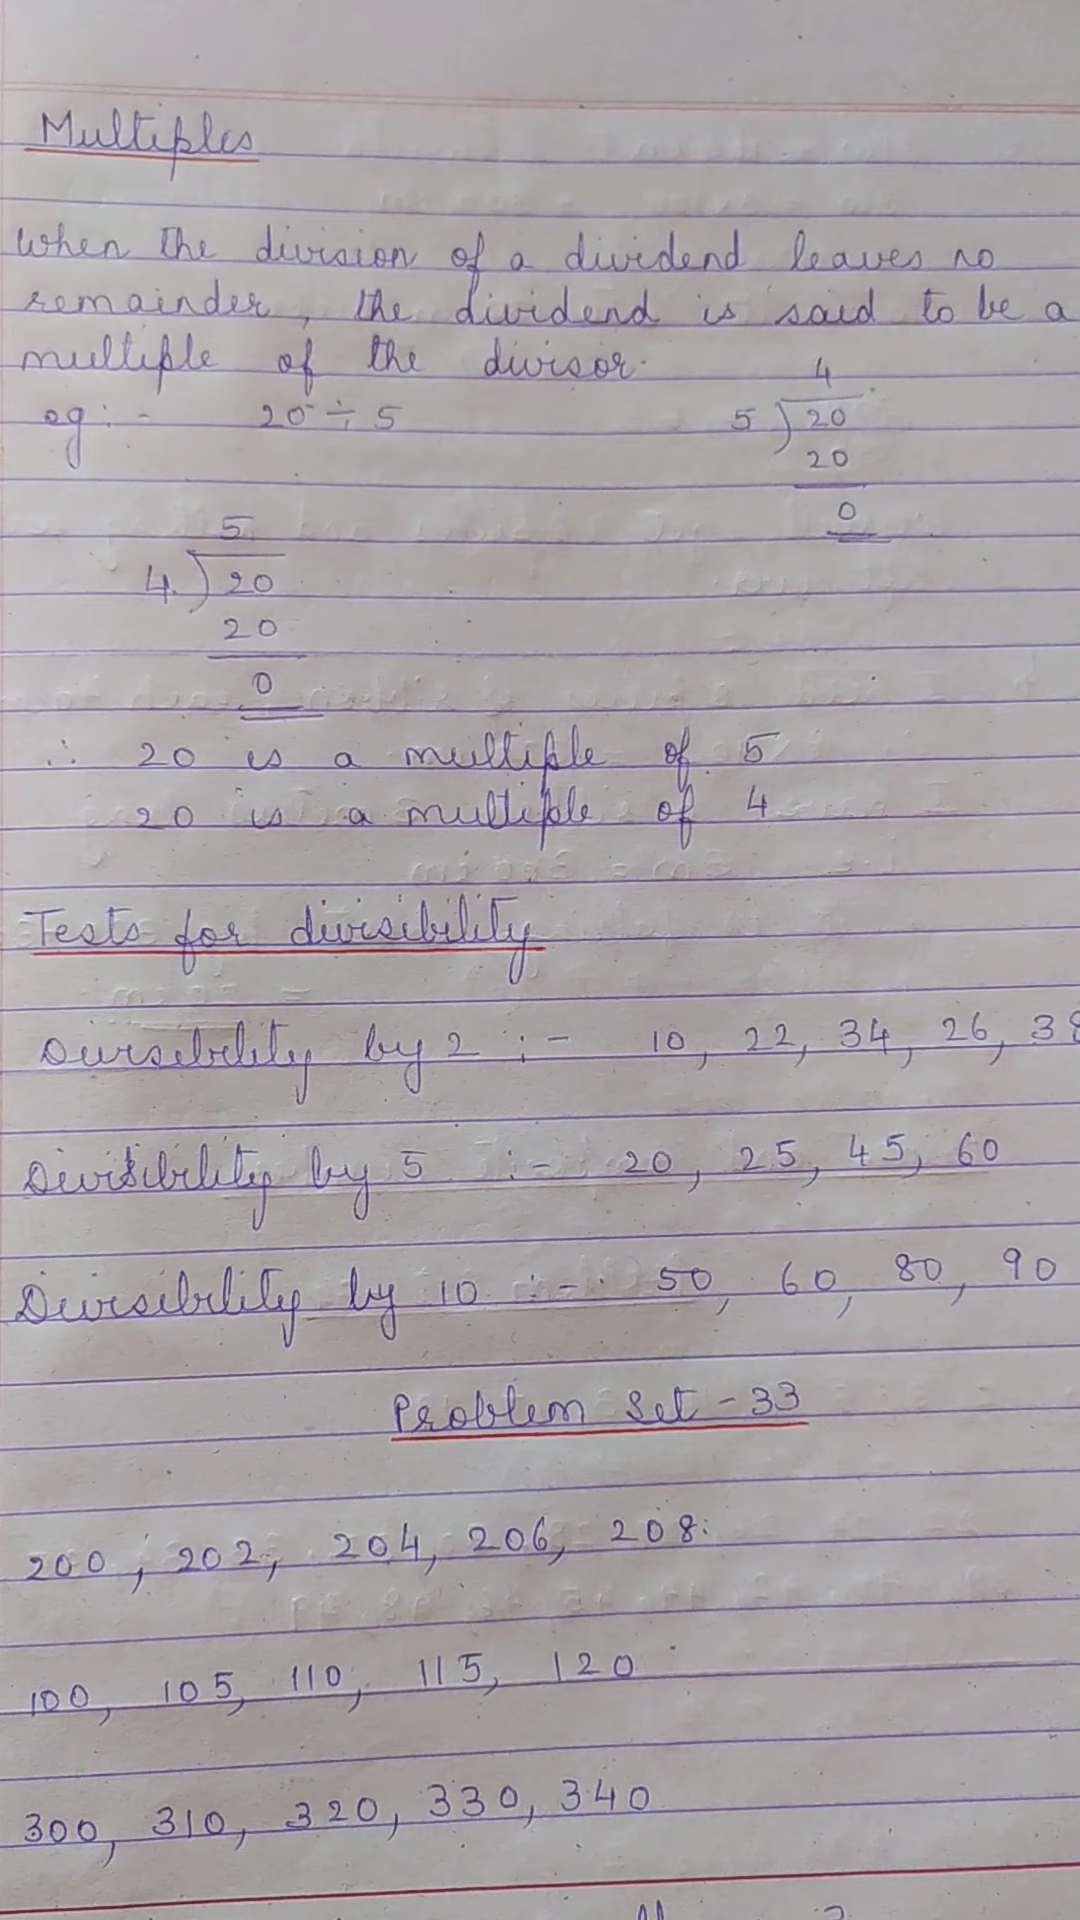 Multiples
When the division of a dividend leaves no
remainder, the dividend is said to be a
multiple of the divisor.
eg:- 20 ÷ 5
4
5 ) 20
20
0
5
4 ) 20
20
0
∴ 20 is a multiple of 5
20 is a multiple of 4
Tests for divisibility
Divisibility by 2 :- 10, 22, 34, 26, 38
Divisibility by 5 :- 20, 25, 45, 60
Divisibility by 10 :- 50, 60, 80, 90
Problem Set - 33
200, 202, 204, 206, 208.
100, 105, 110, 115, 120
300, 310, 320, 330, 340